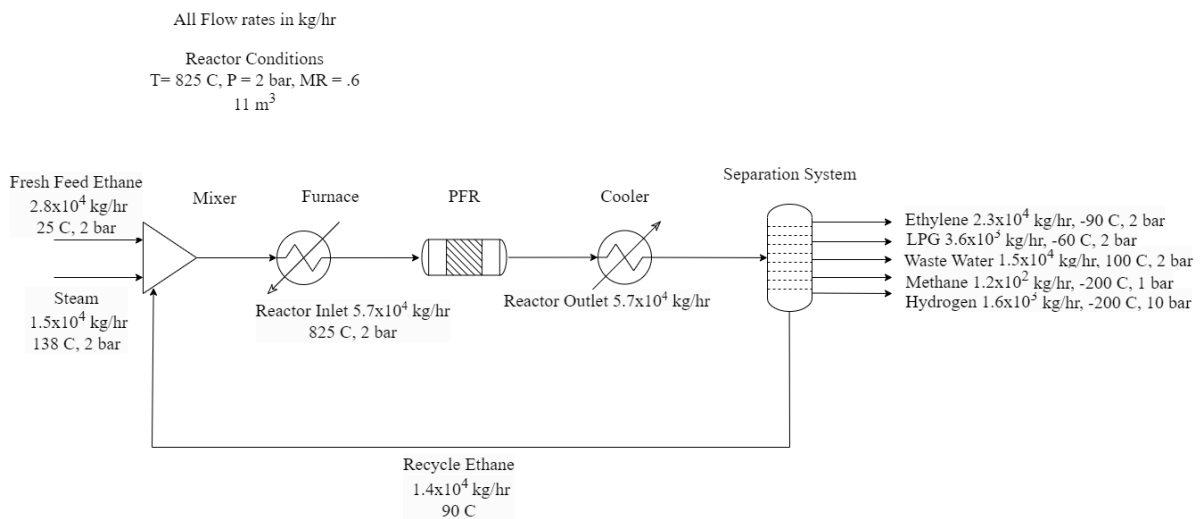 All Flow rates in kg/hr
Reactor Conditions
T= 825 C, P = 2 bar, MR = .6
11 m³
Fresh Feed Ethane
2.8x10⁴ kg/hr
25 C, 2 bar
Mixer
Furnace
PFR
Cooler
Separation System
Steam
1.5x10⁴ kg/hr
138 C, 2 bar
Reactor Inlet 5.7x10⁴ kg/hr
825 C, 2 bar
Reactor Outlet 5.7x10⁴ kg/hr
Ethylene 2.3x10⁴ kg/hr, -90 C, 2 bar
LPG 3.6x10³ kg/hr, -60 C, 2 bar
Waste Water 1.5x10⁴ kg/hr, 100 C, 2 bar
Methane 1.2x10² kg/hr, -200 C, 1 bar
Hydrogen 1.6x10³ kg/hr, -200 C, 10 bar
Recycle Ethane
1.4x10⁴ kg/hr
90 C